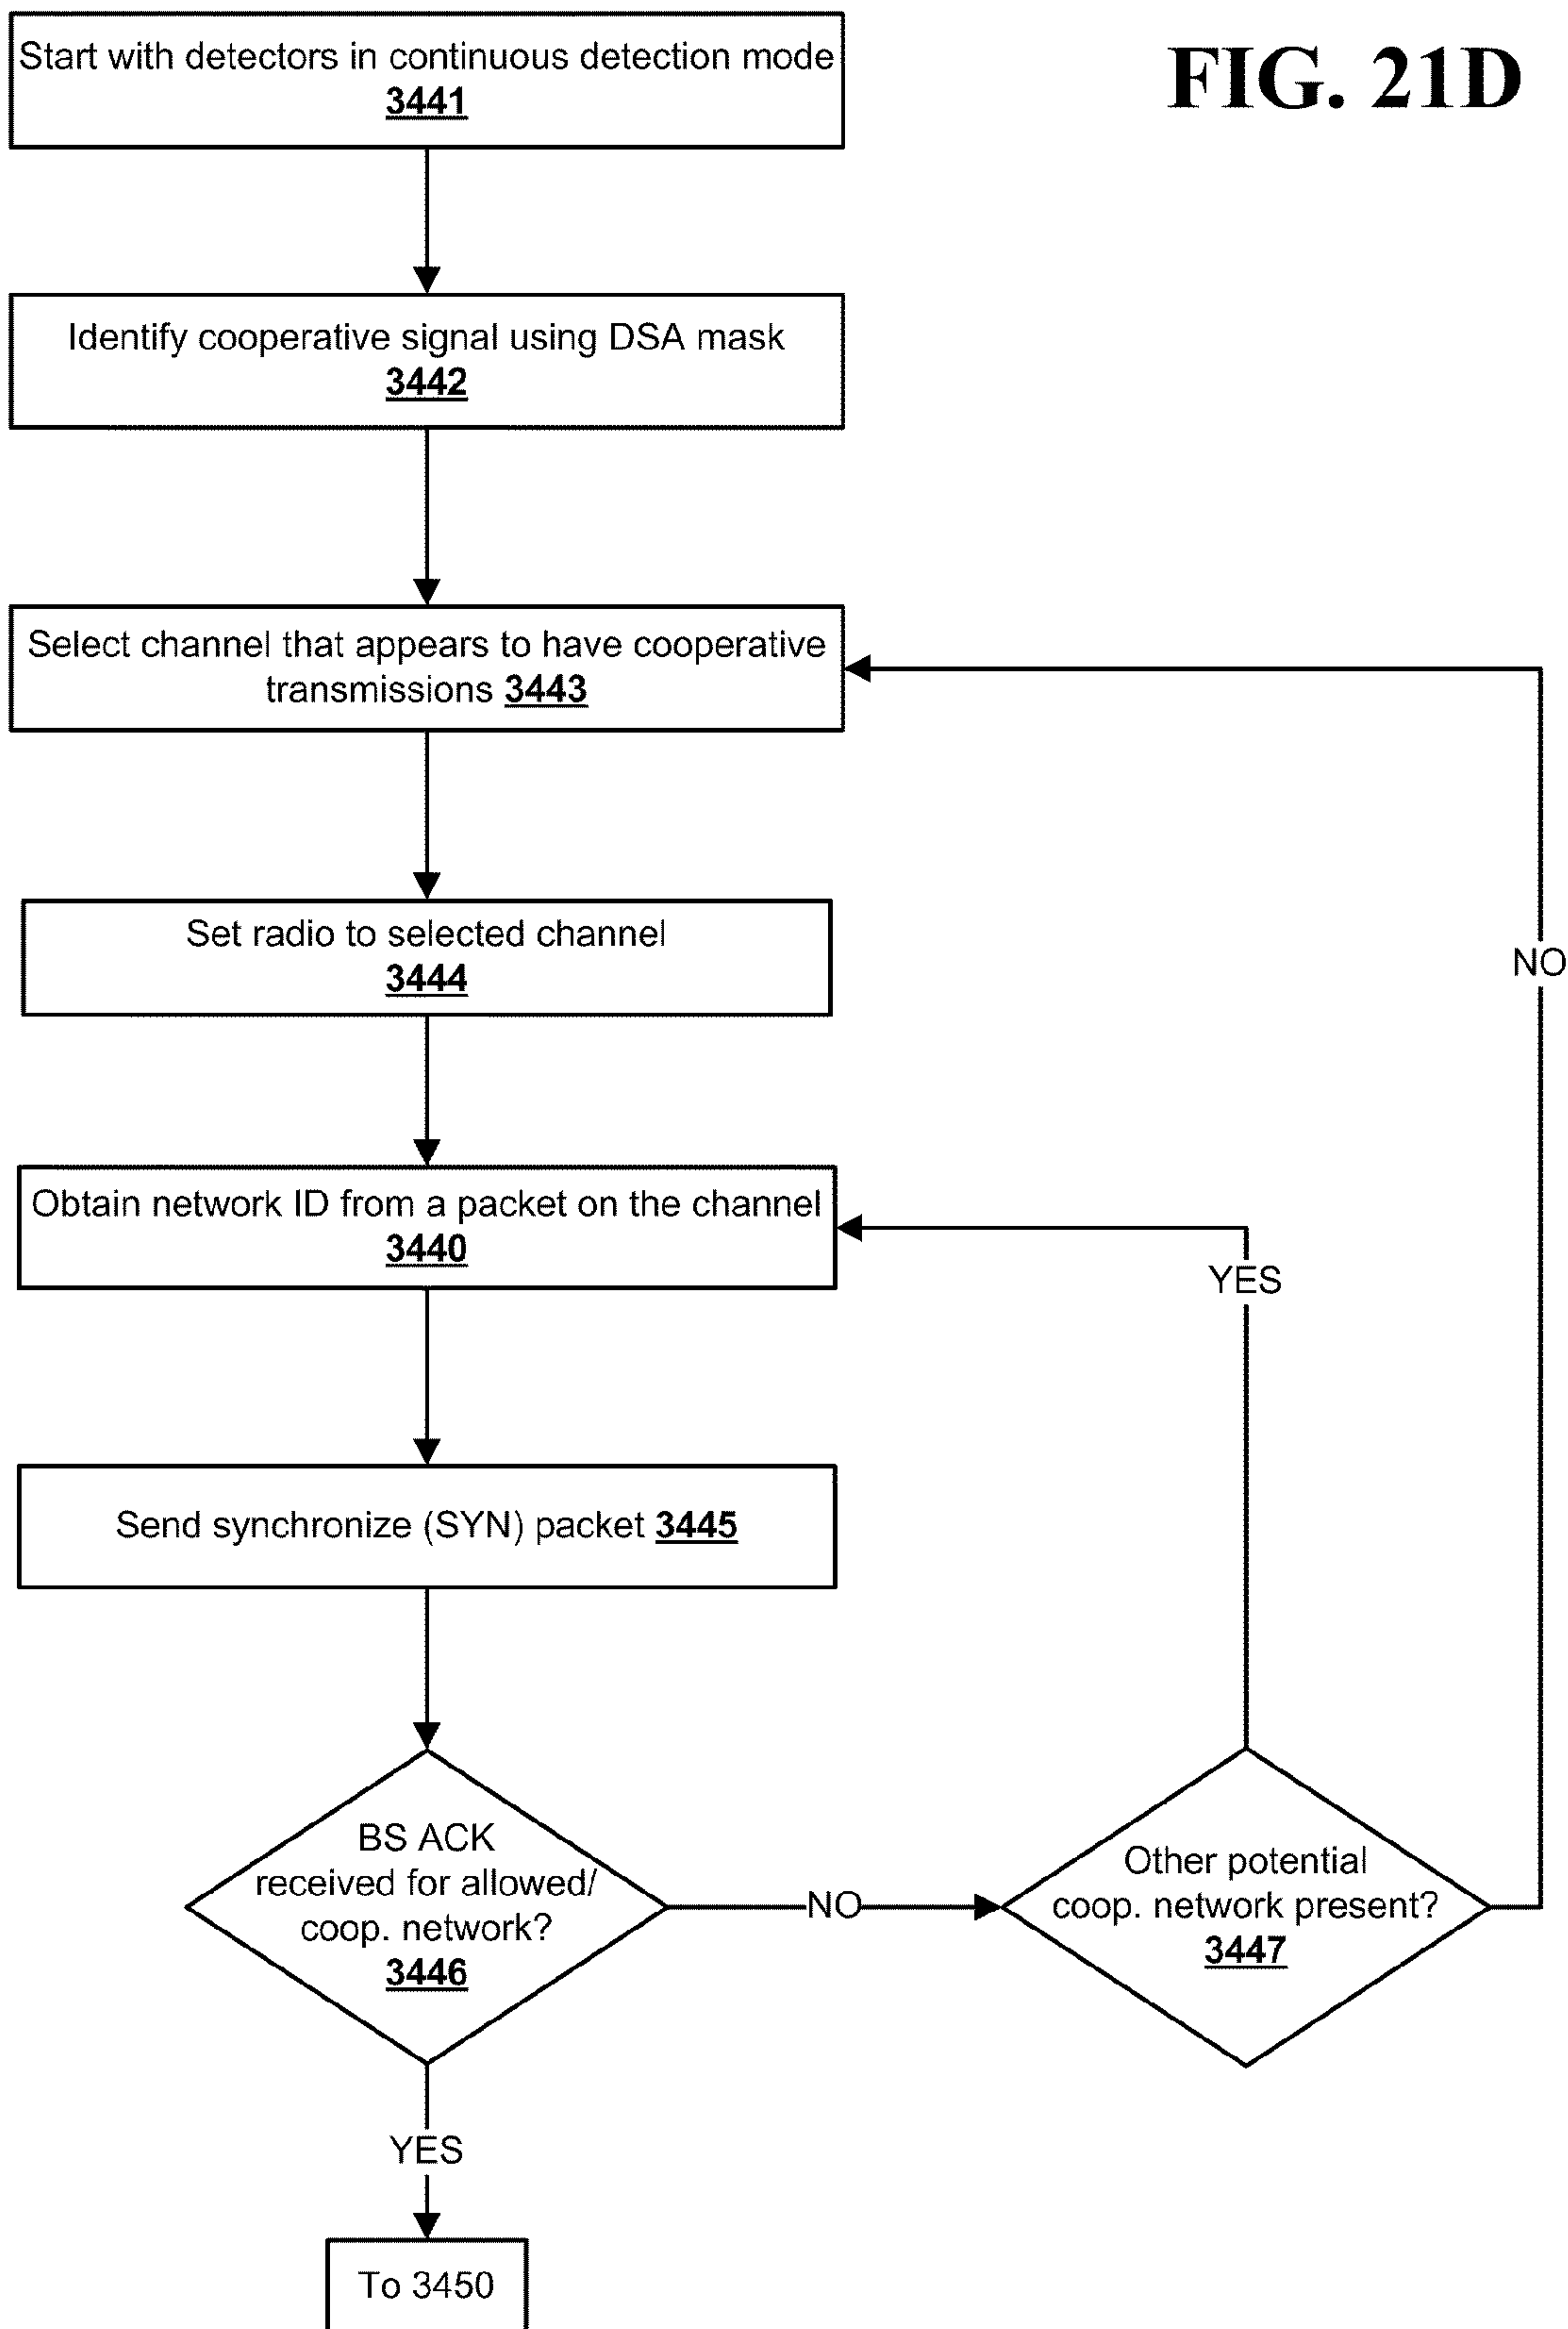 FIG. 21D
Start with detectors in continuous detection mode
3441
Identify cooperative signal using DSA mask
3442
Select channel that appears to have cooperative
transmissions 3443
Set radio to selected channel
3444
NO
Obtain network ID from a packet on the channel
3440
YES
Send synchronize (SYN) packet 3445
BS ACK
received for allowed/
coop. network?
3446
NO
Other potential
coop. network present?
3447
YES
To 3450